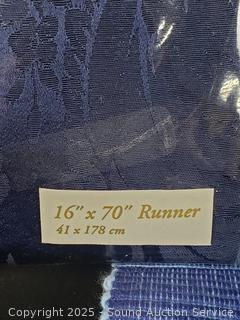 16" x 70" Runner
41 x 178 cm
Copyright 2025 - Sound Auction Service